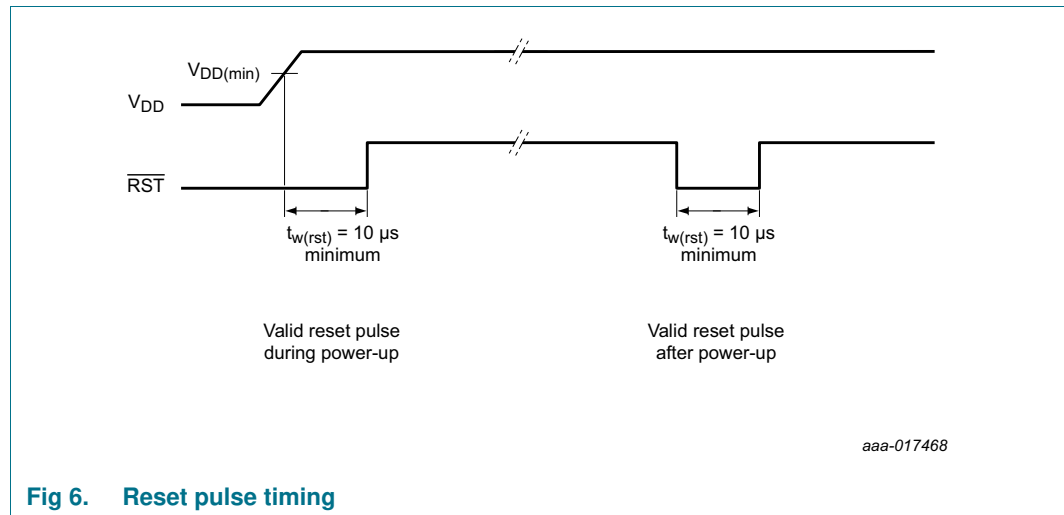 VDD(min)
VDD
RST
tw(rst) = 10 µs
minimum
tw(rst) = 10 µs
minimum
Valid reset pulse
during power-up
Valid reset pulse
after power-up
aaa-017468
Fig 6. Reset pulse timing